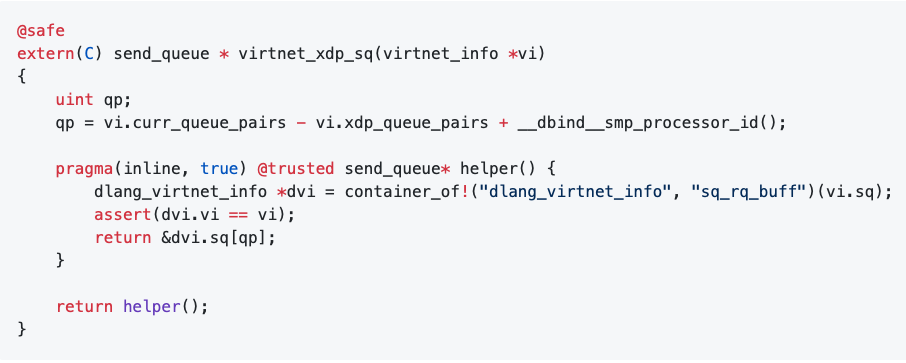 @safe
extern(C) send_queue * virtnet_xdp_sq(virtnet_info *vi)
{
    uint qp;
    qp = vi.curr_queue_pairs - vi.xdp_queue_pairs + __dbind__smp_processor_id();

    pragma(inline, true) @trusted send_queue* helper() {
        dlang_virtnet_info *dvi = container_of!("dlang_virtnet_info", "sq_rq_buff")(vi.sq);
        assert(dvi.vi == vi);
        return &dvi.sq[qp];
    }

    return helper();
}